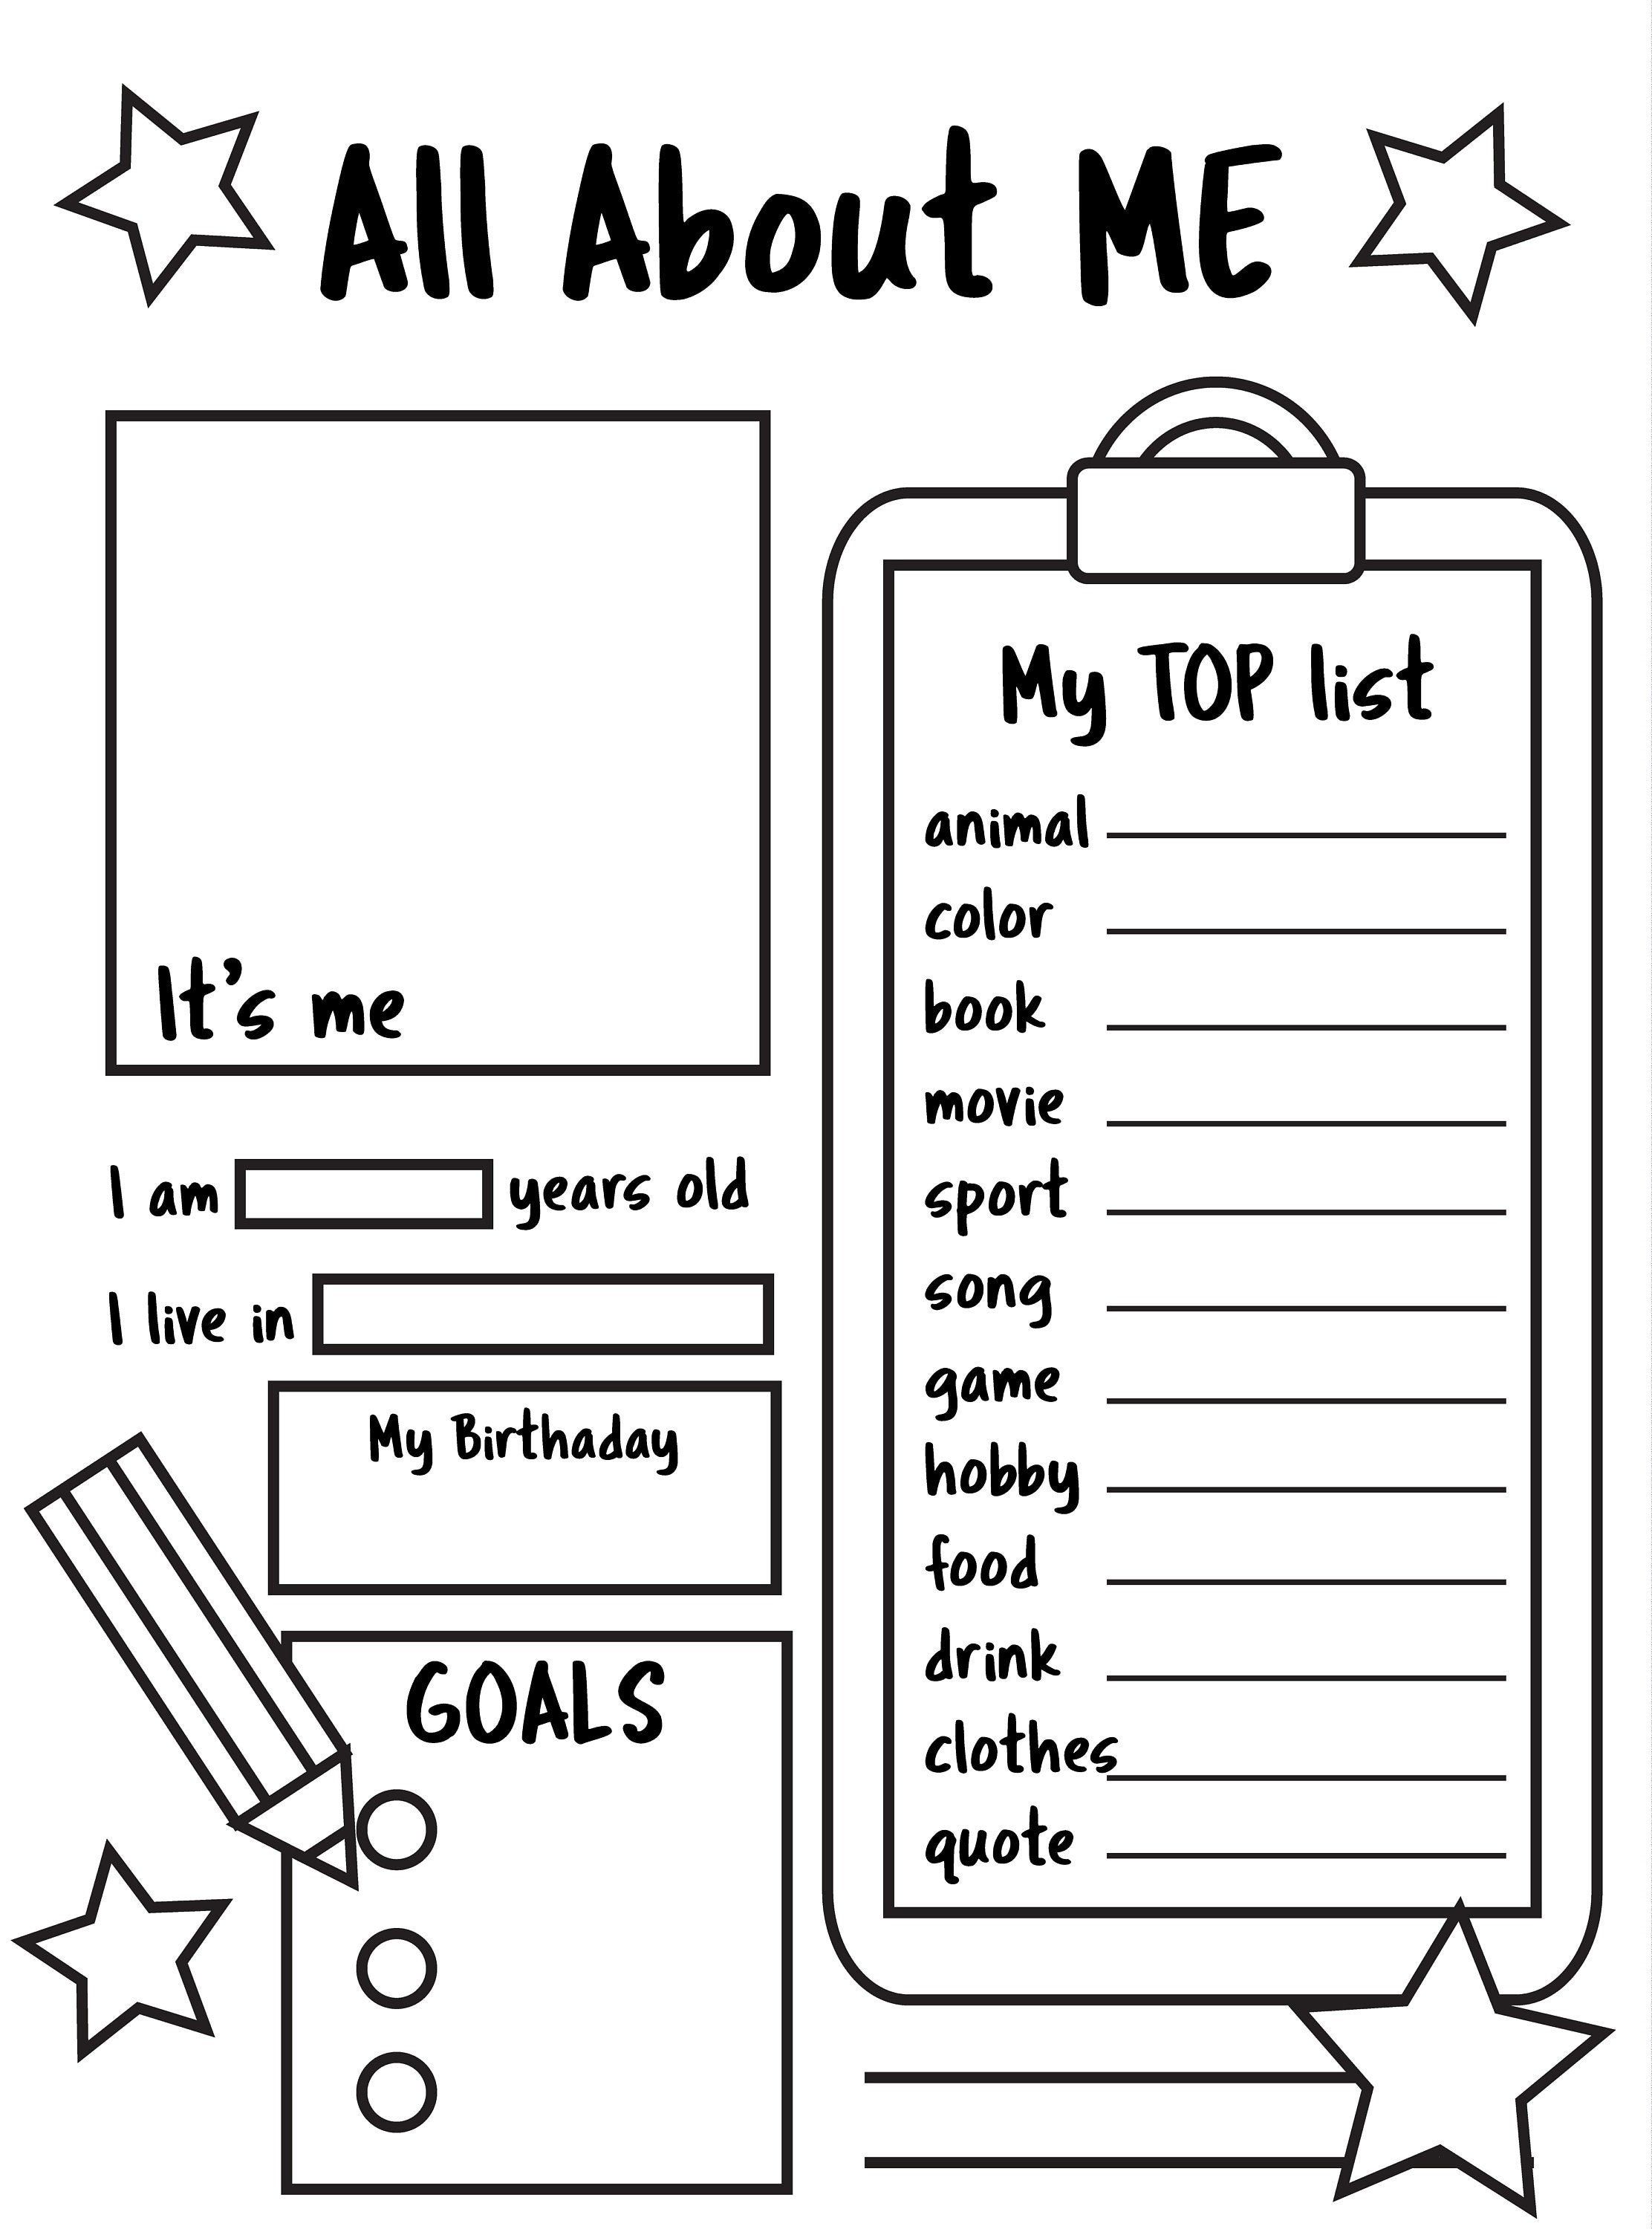 All About ME
It's me
I am years old
I live in
My Birthaday
GOALS
My TOP list
animal
color
book
movie
sport
song
game
hobby
food
drink
clothes
quote